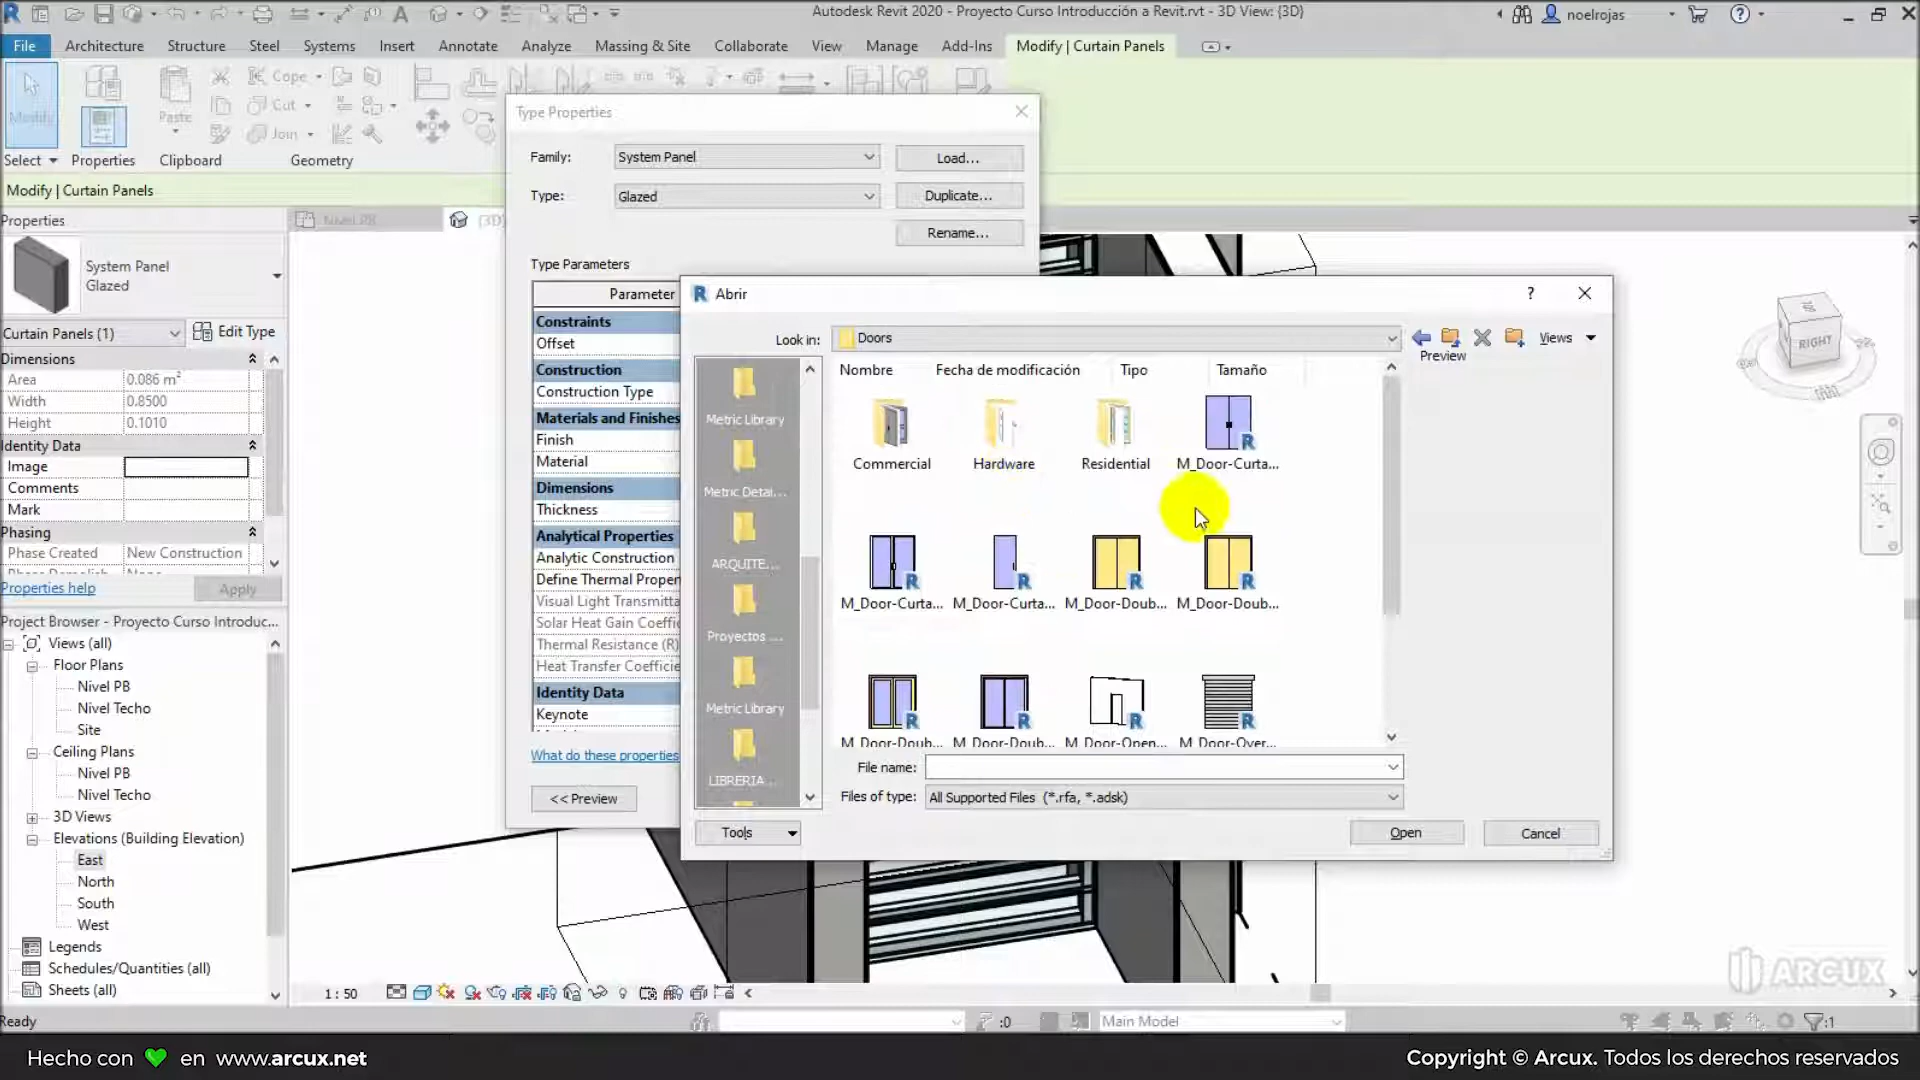 Autodesk Revit 2020 - Proyecto Curso Introducción a Revit.rvt - 3D View: {3D}
noelrojas
File
Architecture
Structure
Steel
Systems
Insert
Annotate
Analyze
Massing & Site
Collaborate
View
Manage
Add-Ins
Modify | Curtain Panels
Modify
Paste
Cope
Cut
Join
Select
Properties
Clipboard
Geometry
Modify | Curtain Panels
Properties
System Panel
Glazed
Curtain Panels (1)
Edit Type
Dimensions
Area 0.086 m²
Width 0.8500
Height 0.1010
Identity Data
Image
Comments
Mark
Phasing
Phase Created New Construction
Properties help
Apply
Project Browser - Proyecto Curso Introduc...
Views (all)
Floor Plans
Nivel PB
Nivel Techo
Site
Ceiling Plans
Nivel PB
Nivel Techo
3D Views
Elevations (Building Elevation)
East
North
South
West
Legends
Schedules/Quantities (all)
Sheets (all)
Nivel PB
{3D}
Type Properties
Family: System Panel Load...
Type: Glazed Duplicate...
Rename...
Type Parameters
Parameter
Constraints
Offset
Construction
Construction Type
Materials and Finishes
Finish
Material
Dimensions
Thickness
Analytical Properties
Analytic Construction
Define Thermal Proper
Visual Light Transmitta
Solar Heat Gain Coeffic
Thermal Resistance (R)
Heat Transfer Coefficie
Identity Data
Keynote
What do these properties
<< Preview
Abrir
?
Look in: Doors
Views
Preview
Nombre Fecha de modificación Tipo Tamaño
Metric Library
Metric Detai...
ARQUITE...
Proyectos ...
Metric Library
LIBRERIA...
Commercial
Hardware
Residential
M_Door-Curta...
M_Door-Curta...
M_Door-Curta...
M_Door-Doub...
M_Door-Doub...
M_Door-Doub...
M_Door-Doub...
M_Door-Open...
M_Door-Over...
File name:
Files of type: All Supported Files (*.rfa, *.adsk)
Tools
Open
Cancel
RIGHT
1 : 50
Ready
:0
Main Model
:1
ARCUX
Hecho con en www.arcux.net
Copyright © Arcux. Todos los derechos reservados